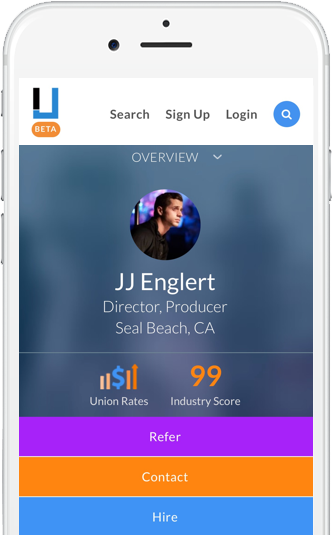 BETA
Search Sign Up Login
OVERVIEW
JJ Englert
Director, Producer
Seal Beach, CA
$ 99
Union Rates Industry Score
Refer
Contact
Hire